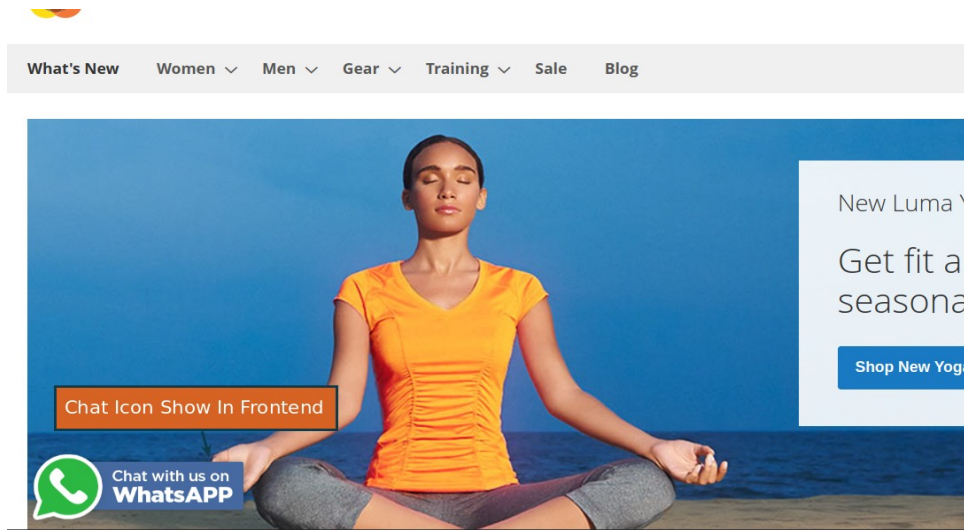 What's New Women Men Gear Training Sale Blog
New Luma
Get fit a
seasona
Shop New Yoga
Chat Icon Show In Frontend
Chat with us on
WhatsAPP